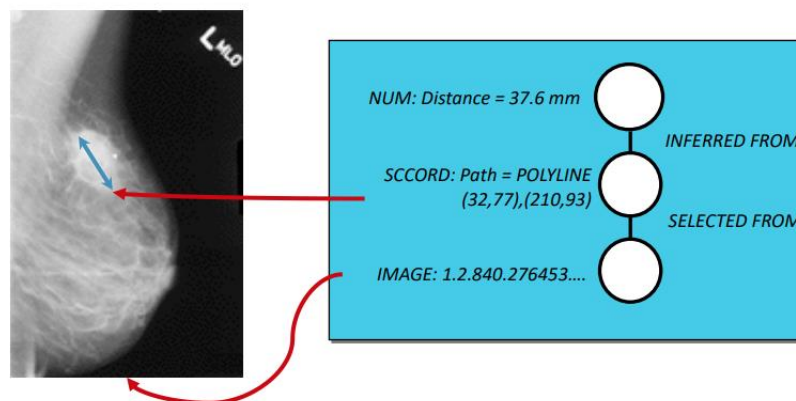 L MLO
NUM: Distance = 37.6 mm
INFERRED FROM
SCCORD: Path = POLYLINE
(32,77),(210,93)
SELECTED FROM
IMAGE: 1.2.840.276453....